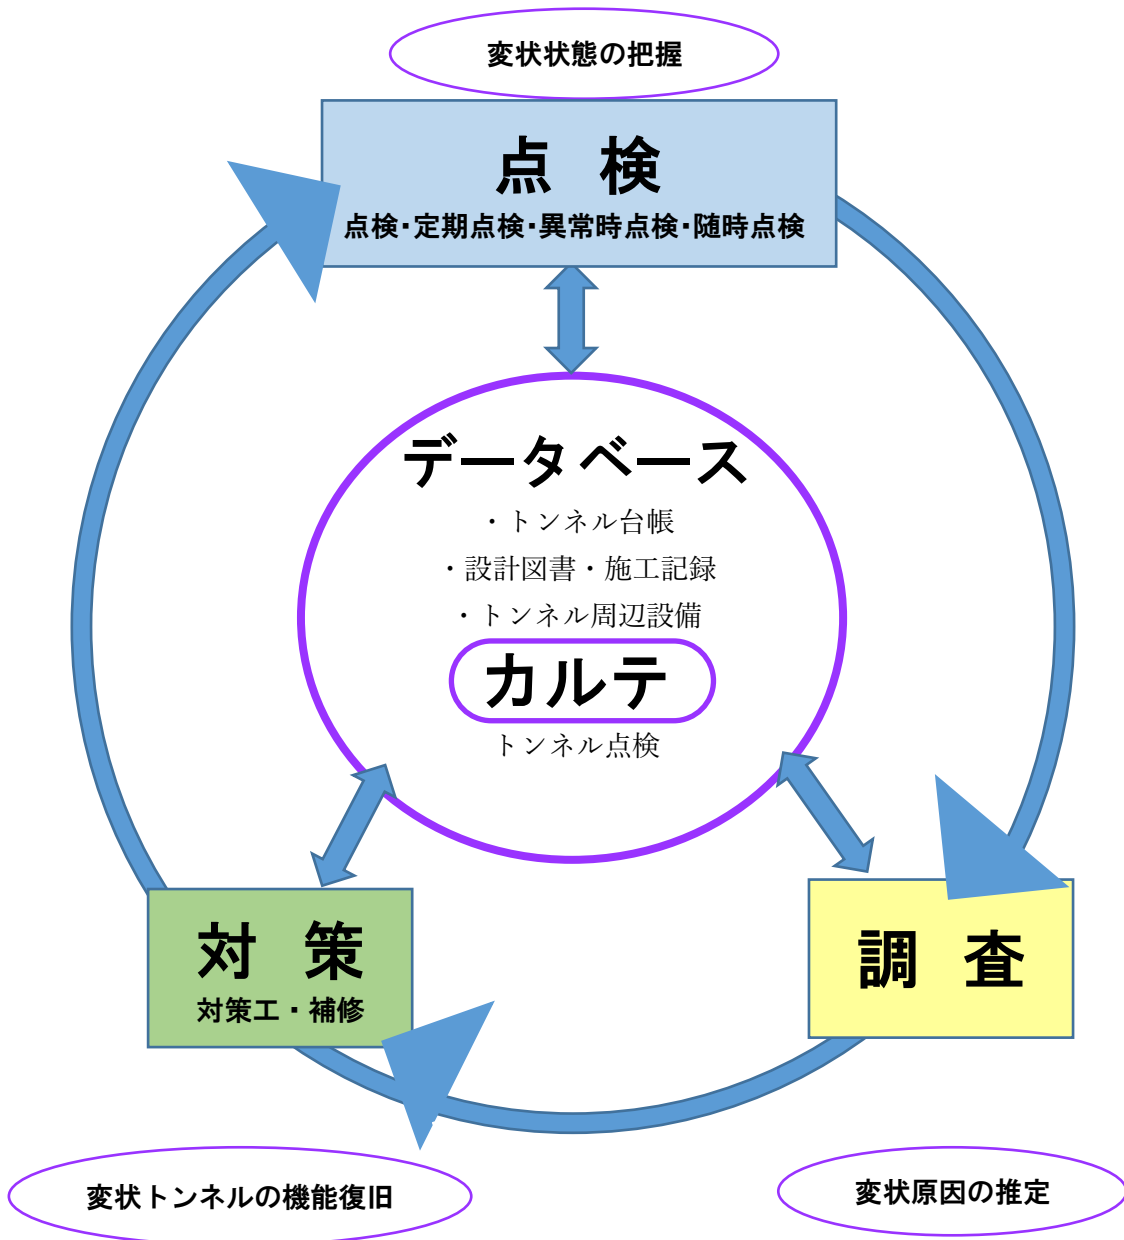 変状状態の把握
点　検
点検・定期点検・異常時点検・随時点検
データベース
・トンネル台帳
・設計図書・施工記録
・トンネル周辺設備
カルテ
トンネル点検
対　策
対策工・補修
調　査
変状トンネルの機能復旧
変状原因の推定